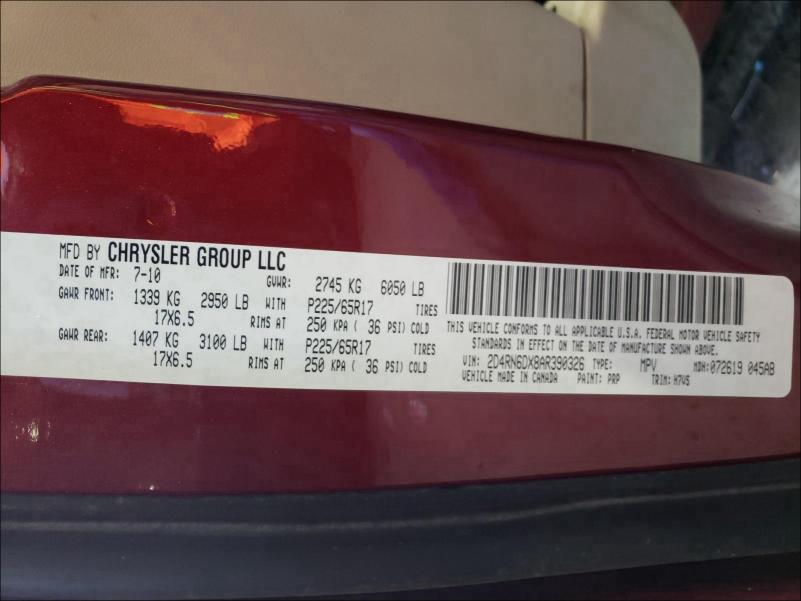 MFD BY CHRYSLER GROUP LLC
DATE OF MFR: 7-10 GVWR: 2745 KG 6050 LB
GAWR FRONT: 1339 KG 2950 LB WITH P225/65R17 TIRES
17X6.5 RIMS AT 250 KPA ( 36 PSI) COLD
GAWR REAR: 1407 KG 3100 LB WITH P225/65R17 TIRES
17X6.5 RIMS AT 250 KPA ( 36 PSI) COLD
THIS VEHICLE CONFORMS TO ALL APPLICABLE U.S.A. FEDERAL MOTOR VEHICLE SAFETY
STANDARDS IN EFFECT ON THE DATE OF MANUFACTURE SHOWN ABOVE.
VIN: 2D4RN6DX8AR390326 TYPE: MPV MDH:072619 045AB
VEHICLE MADE IN CANADA PAINT: PRP TRIM: H7V5